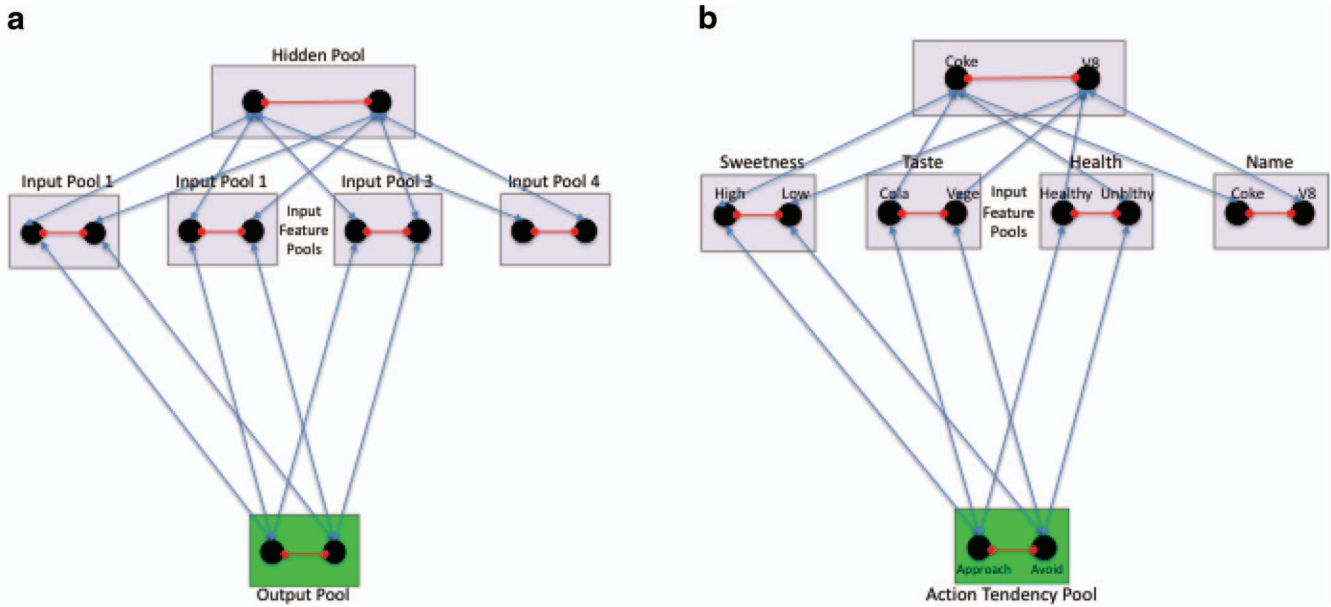 a
Hidden Pool
Input Pool 1
Input Pool 1
Input Pool 3
Input Pool 4
Input
Feature
Pools
Output Pool
b
Coke
V8
Sweetness
Taste
Health
Name
High
Low
Cola
Vege
Input
Feature
Pools
Healthy
Unhlthy
Coke
V8
Approach
Avoid
Action Tendency Pool